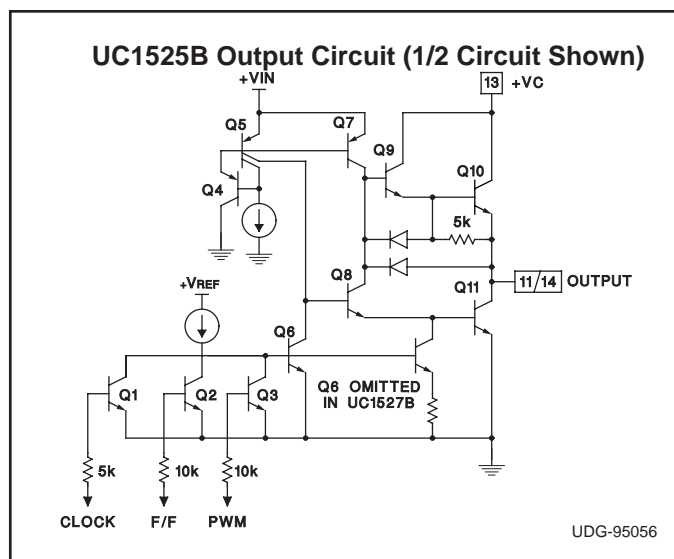 UC1525B Output Circuit (1/2 Circuit Shown)
+VIN
13 +VC
Q5
Q7
Q9
Q10
Q4
5k
Q8
11/14 OUTPUT
+VREF
Q11
Q6
Q1
Q2
Q3
Q6 OMITTED
IN UC1527B
5k
10k
10k
CLOCK
F/F
PWM
UDG-95056